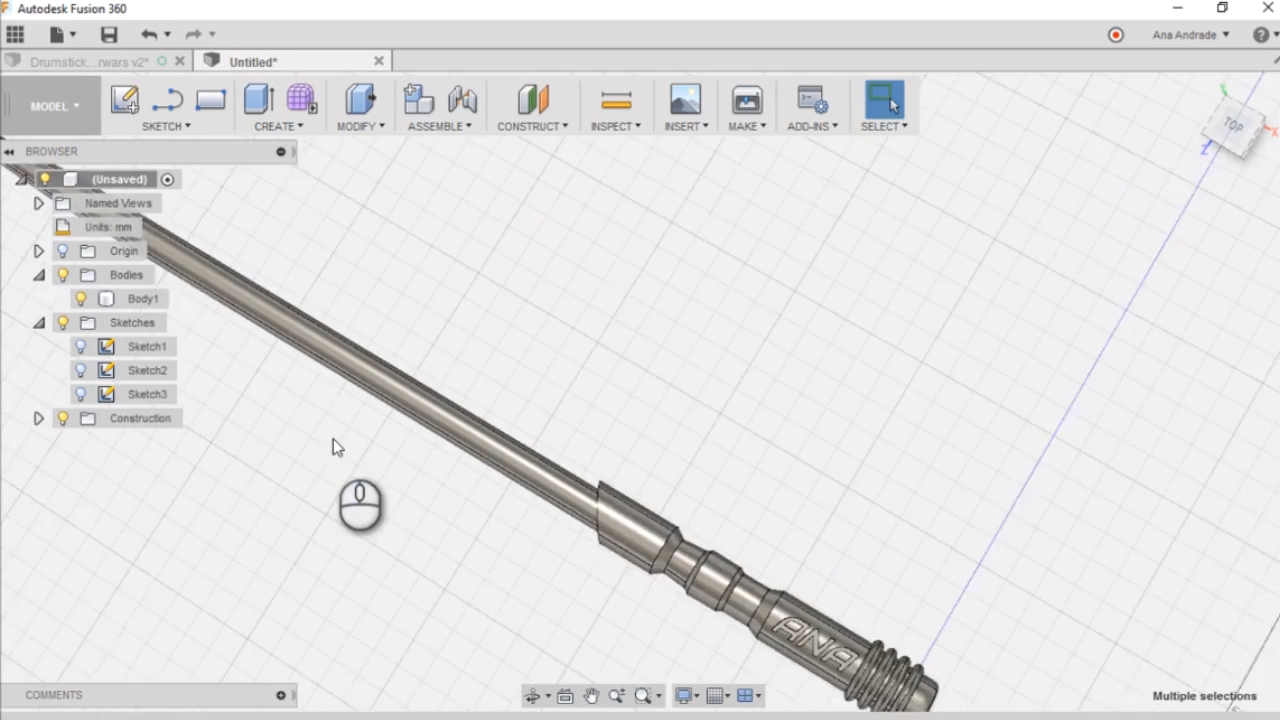 Autodesk Fusion 360
Ana Andrade
Drumstick...rwars v2*
Untitled*
MODEL
SKETCH
CREATE
MODIFY
ASSEMBLE
CONSTRUCT
INSPECT
INSERT
MAKE
ADD-INS
SELECT
TOP
X
Y
Z
BROWSER
(Unsaved)
Named Views
Units: mm
Origin
Bodies
Body1
Sketches
Sketch1
Sketch2
Sketch3
Construction
ANA
COMMENTS
Multiple selections